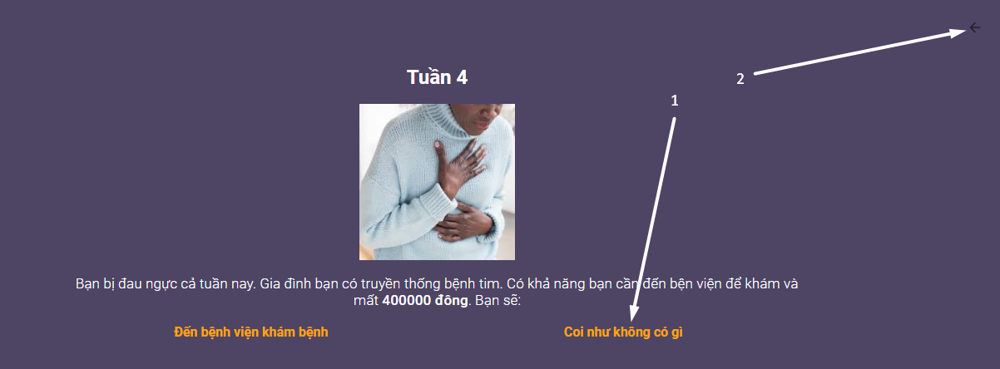 Tuần 4
2
1
Bạn bị đau ngực cả tuần nay. Gia đình bạn có truyền thống bệnh tim. Có khả năng bạn cần đến bện viện để khám và
mất 400000 đông. Bạn sẽ:
Đến bệnh viện khám bệnh
Coi như không có gì